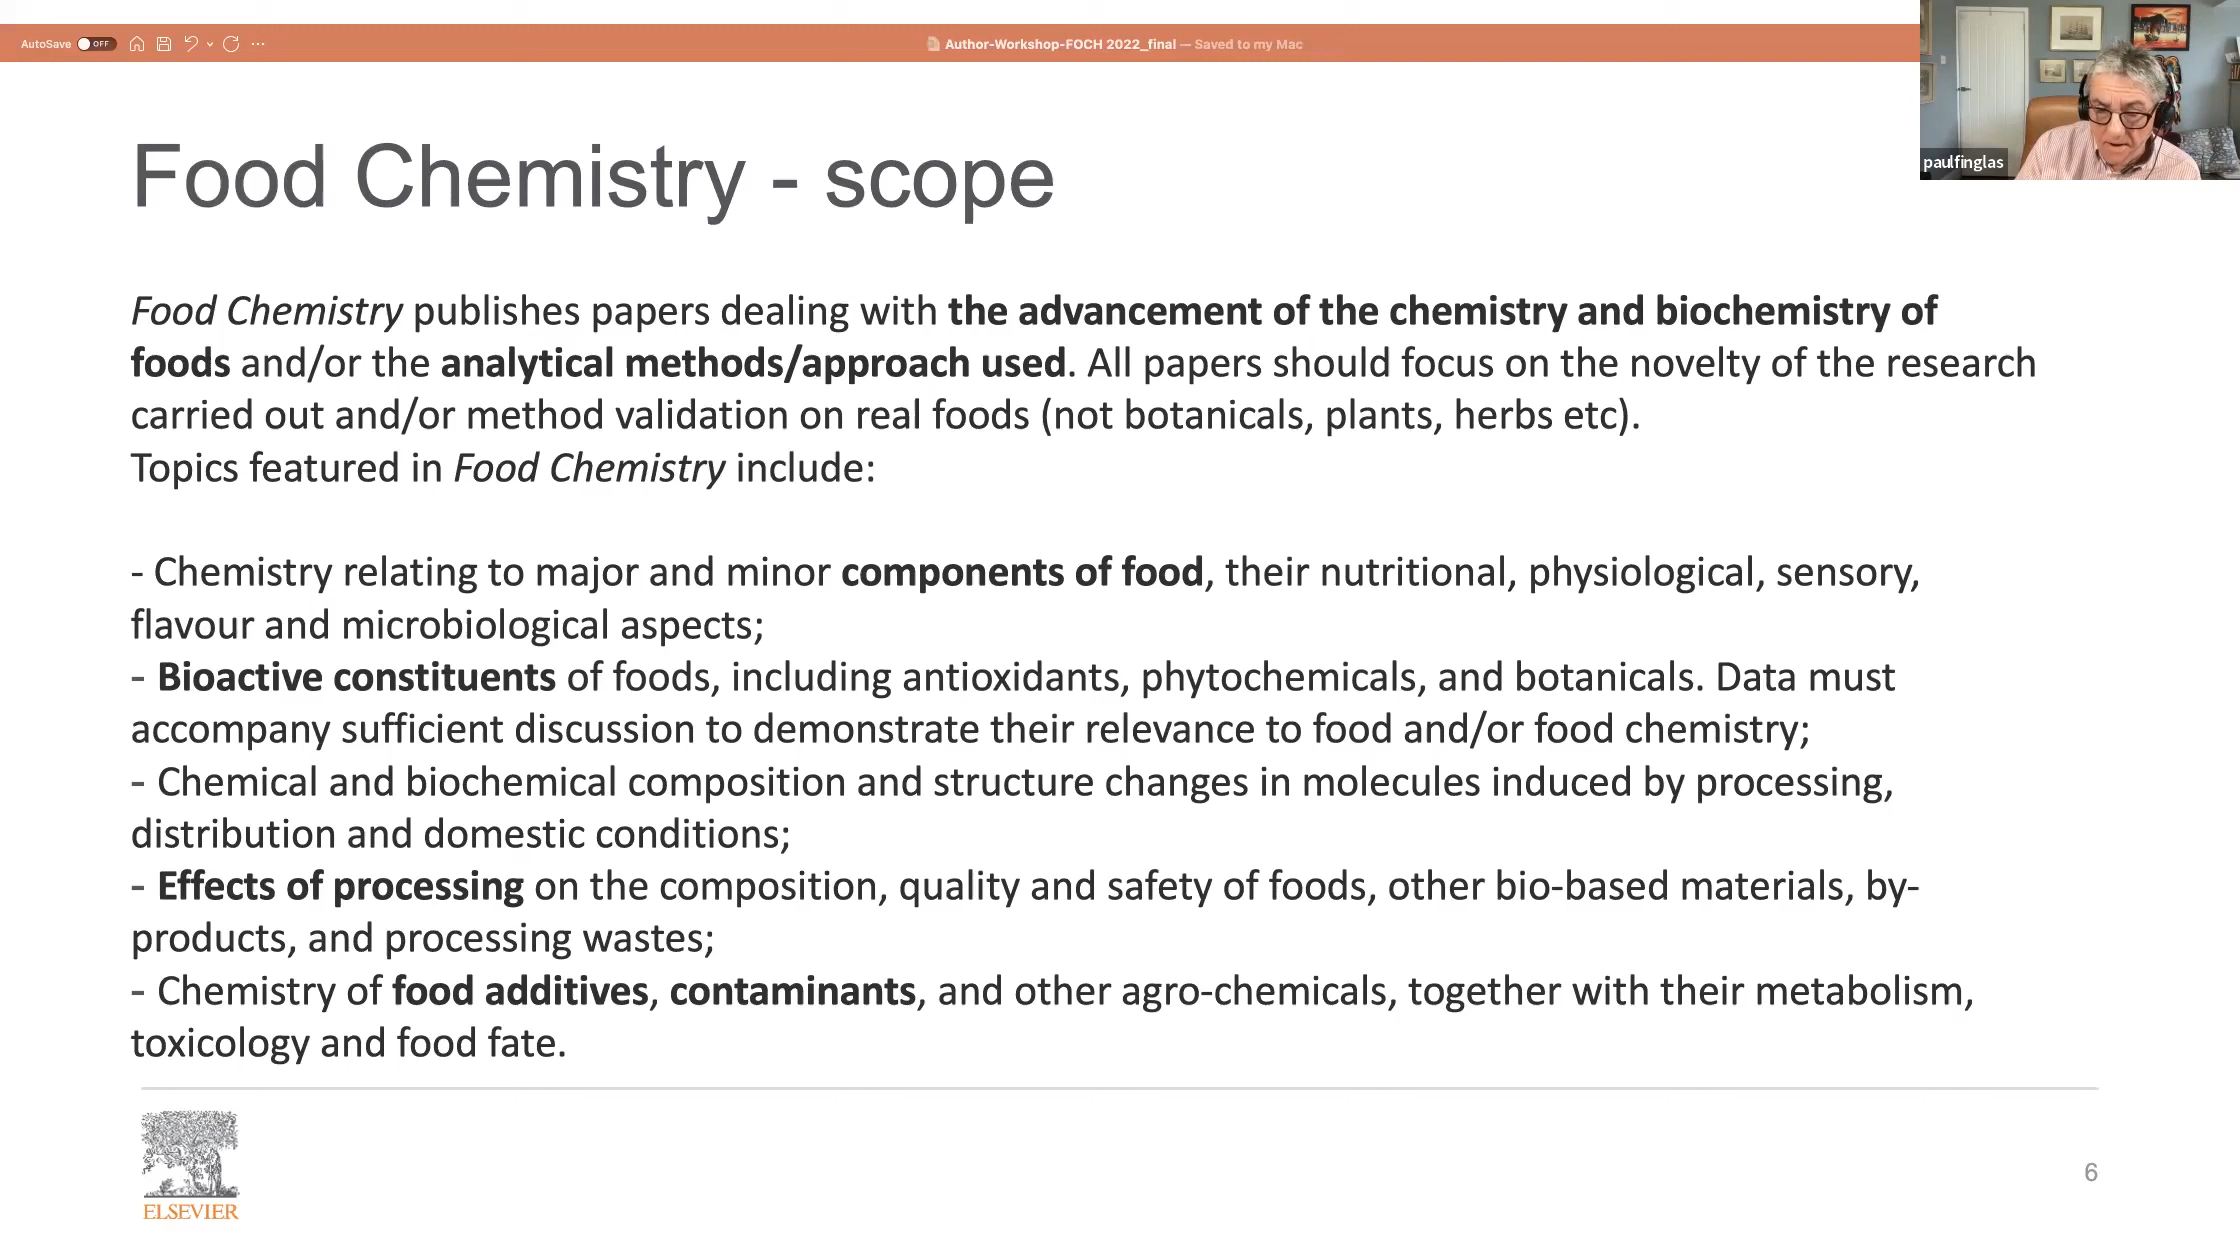 AutoSave OFF
Author-Workshop-FOCH 2022_final — Saved to my Mac
paulfinglas
Food Chemistry - scope
Food Chemistry publishes papers dealing with the advancement of the chemistry and biochemistry of
foods and/or the analytical methods/approach used. All papers should focus on the novelty of the research
carried out and/or method validation on real foods (not botanicals, plants, herbs etc).
Topics featured in Food Chemistry include:
- Chemistry relating to major and minor components of food, their nutritional, physiological, sensory,
flavour and microbiological aspects;
- Bioactive constituents of foods, including antioxidants, phytochemicals, and botanicals. Data must
accompany sufficient discussion to demonstrate their relevance to food and/or food chemistry;
- Chemical and biochemical composition and structure changes in molecules induced by processing,
distribution and domestic conditions;
- Effects of processing on the composition, quality and safety of foods, other bio-based materials, by-
products, and processing wastes;
- Chemistry of food additives, contaminants, and other agro-chemicals, together with their metabolism,
toxicology and food fate.
ELSEVIER
6